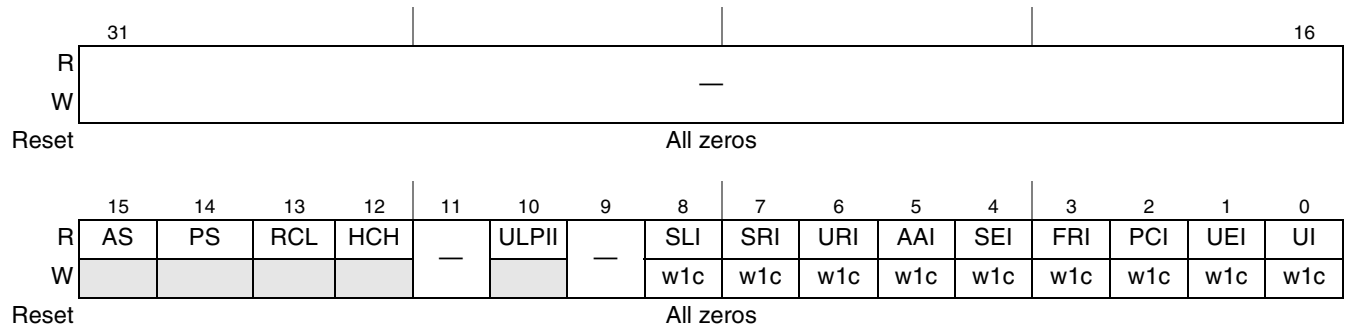 31 16
R
W
—
Reset All zeros
15 14 13 12 11 10 9 8 7 6 5 4 3 2 1 0
R AS PS RCL HCH — ULPII — SLI SRI URI AAI SEI FRI PCI UEI UI
W w1c w1c w1c w1c w1c w1c w1c w1c w1c
Reset All zeros